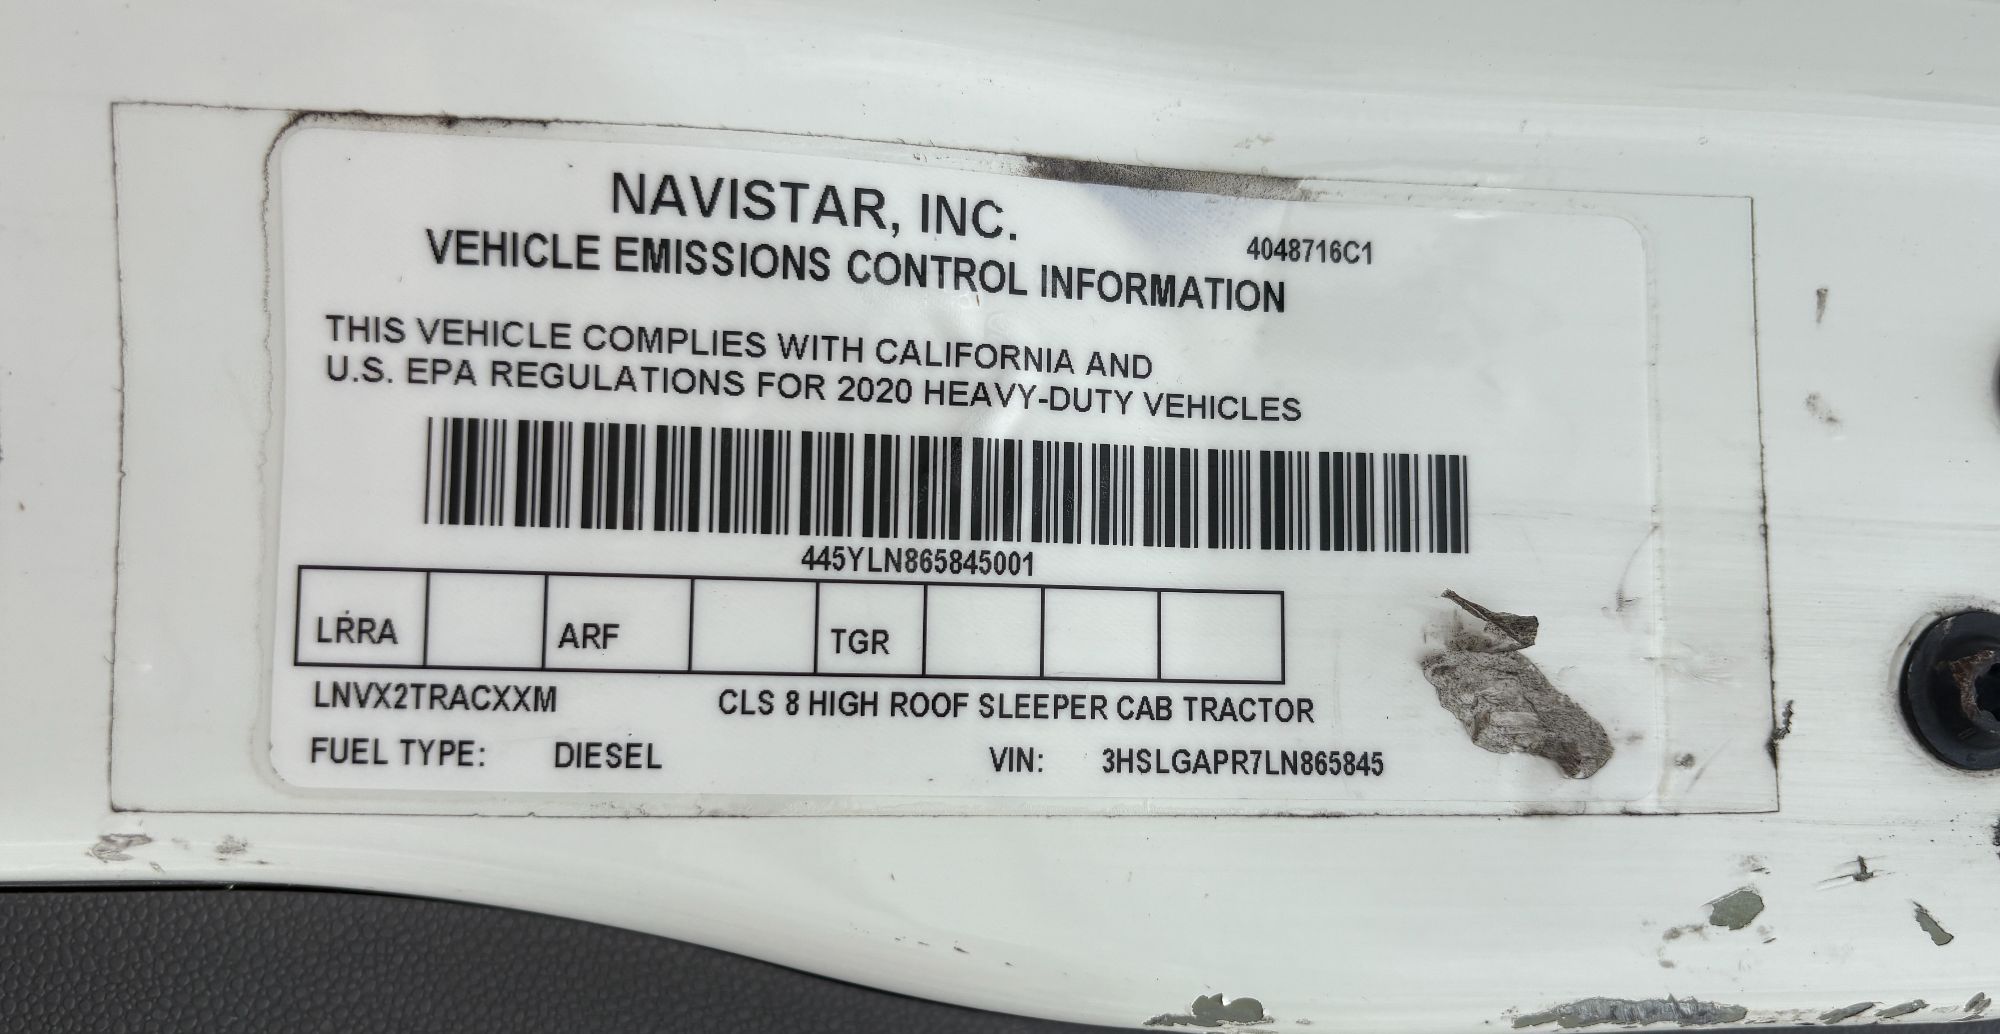 NAVISTAR, INC.
4048716C1
VEHICLE EMISSIONS CONTROL INFORMATION
THIS VEHICLE COMPLIES WITH CALIFORNIA AND
U.S. EPA REGULATIONS FOR 2020 HEAVY-DUTY VEHICLES
445YLN865845001
LRRA ARF TGR
LNVX2TRACXXM CLS 8 HIGH ROOF SLEEPER CAB TRACTOR
FUEL TYPE: DIESEL VIN: 3HSLGAPR7LN865845